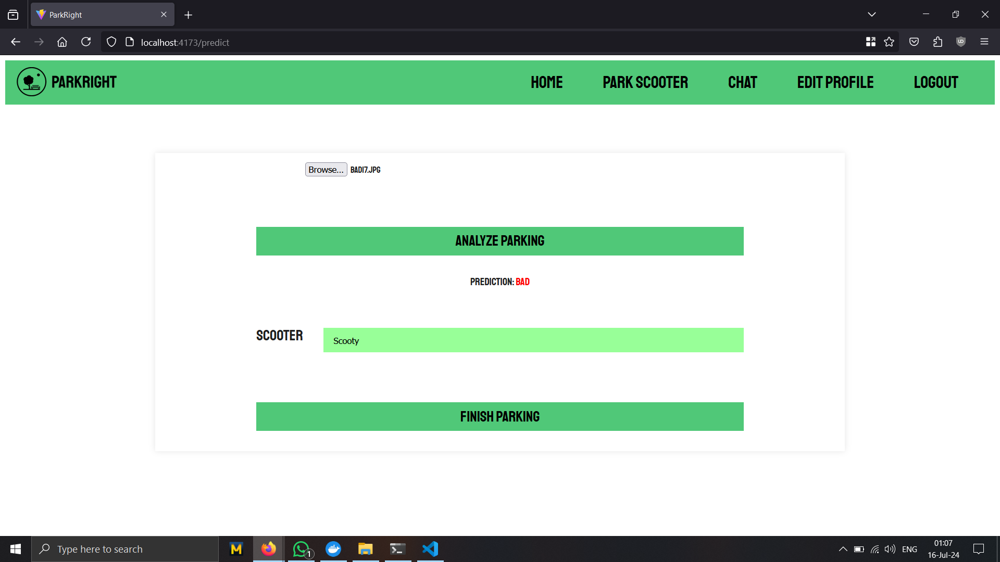 ParkRight
localhost:4173/predict
PARKRIGHT
HOME
PARK SCOOTER
CHAT
EDIT PROFILE
LOGOUT
Browse...
BAD17.JPG
ANALYZE PARKING
PREDICTION: BAD
SCOOTER
Scooty
FINISH PARKING
Type here to search
M
1
ENG
01:07
16-Jul-24